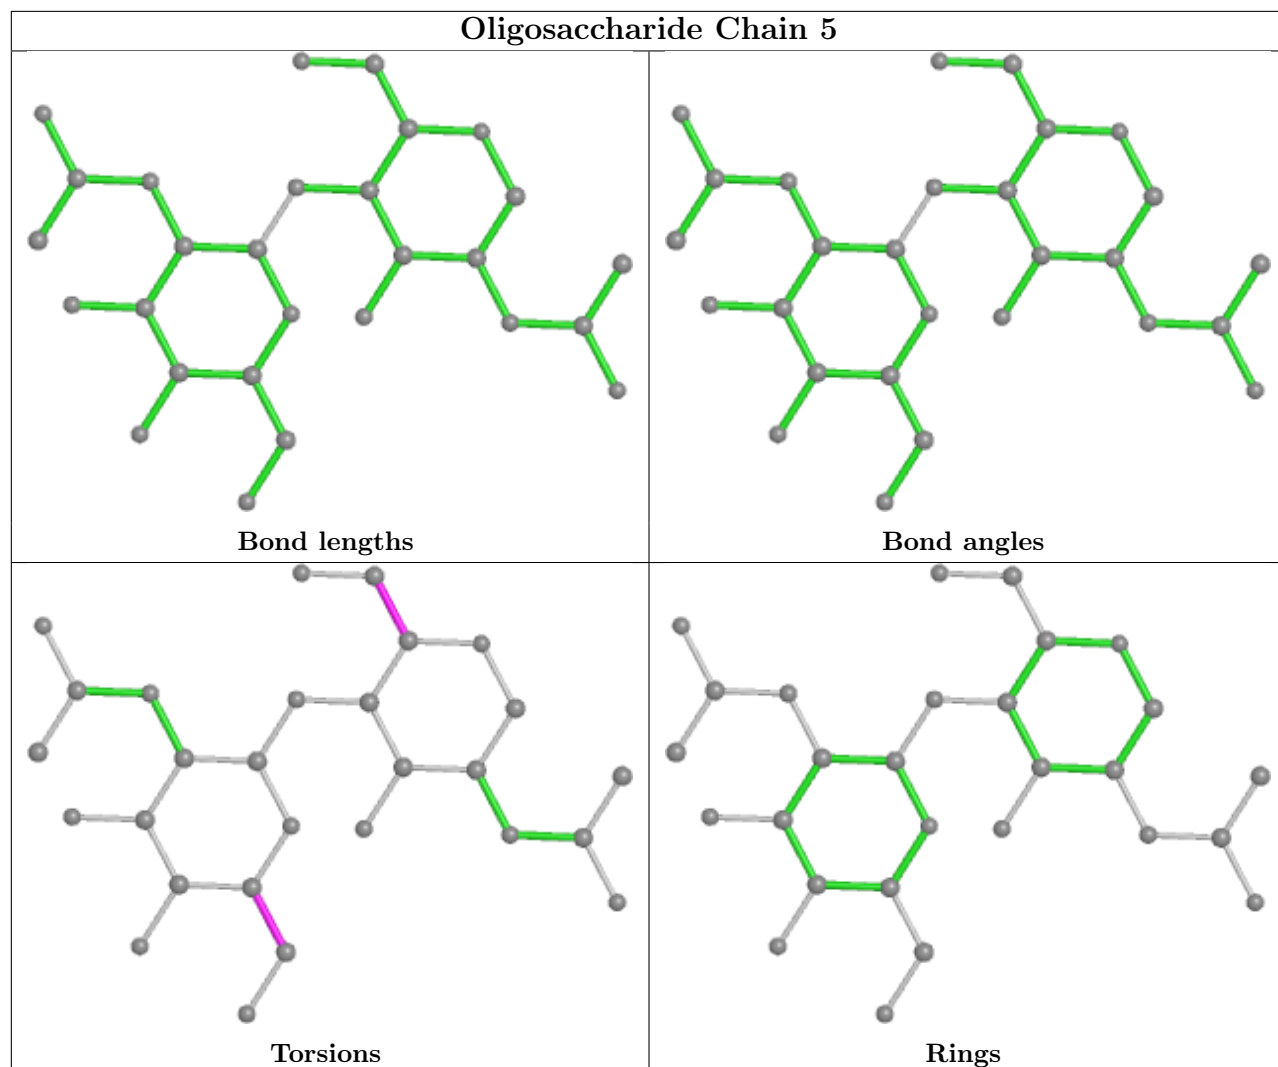 Oligosaccharide Chain 5
Bond lengths
Bond angles
Torsions
Rings